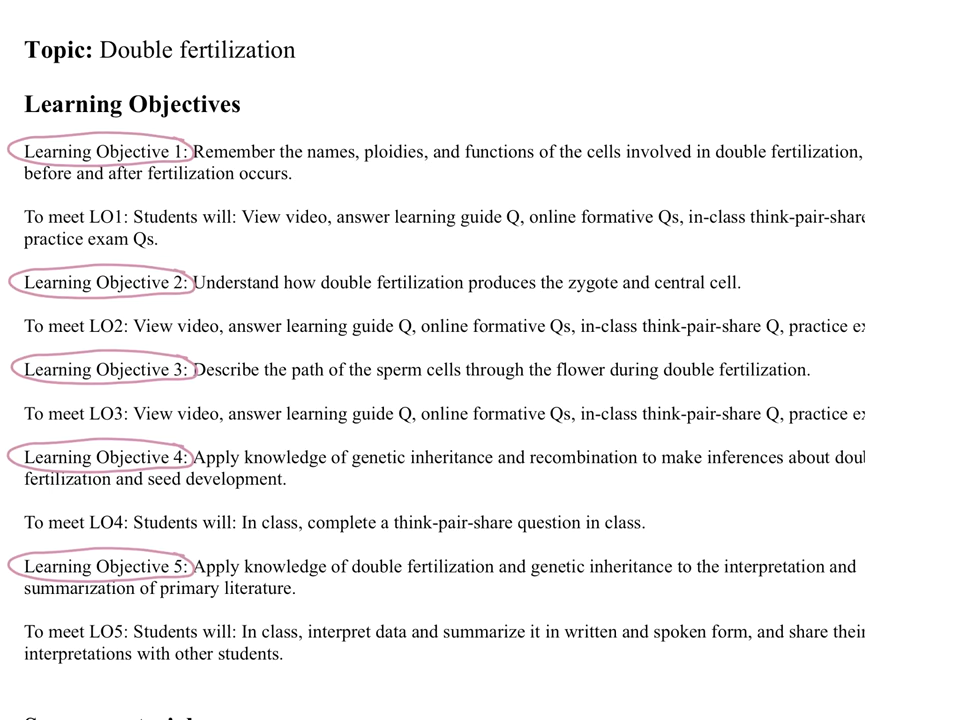 Topic: Double fertilization
Learning Objectives
Learning Objective 1: Remember the names, ploidies, and functions of the cells involved in double fertilization,
before and after fertilization occurs.
To meet LO1: Students will: View video, answer learning guide Q, online formative Qs, in-class think-pair-share
practice exam Qs.
Learning Objective 2: Understand how double fertilization produces the zygote and central cell.
To meet LO2: View video, answer learning guide Q, online formative Qs, in-class think-pair-share Q, practice
Learning Objective 3: Describe the path of the sperm cells through the flower during double fertilization.
To meet LO3: View video, answer learning guide Q, online formative Qs, in-class think-pair-share Q, practice
Learning Objective 4: Apply knowledge of genetic inheritance and recombination to make inferences about
fertilization and seed development.
To meet LO4: Students will: In class, complete a think-pair-share question in class.
Learning Objective 5: Apply knowledge of double fertilization and genetic inheritance to the interpretation and
summarization of primary literature.
To meet LO5: Students will: In class, interpret data and summarize it in written and spoken form, and share their
interpretations with other students.